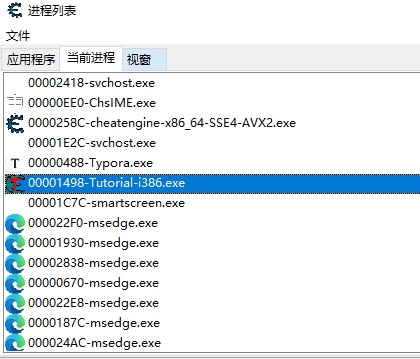 进程列表
文件
应用程序 当前进程 视窗
00002418-svchost.exe
00000EE0-ChsIME.exe
0000258C-cheatengine-x86_64-SSE4-AVX2.exe
00001E2C-svchost.exe
00000488-Typora.exe
00001498-Tutorial-i386.exe
00001C7C-smartscreen.exe
000022F0-msedge.exe
00001930-msedge.exe
00002838-msedge.exe
00000670-msedge.exe
000022E8-msedge.exe
0000187C-msedge.exe
000024AC-msedge.exe